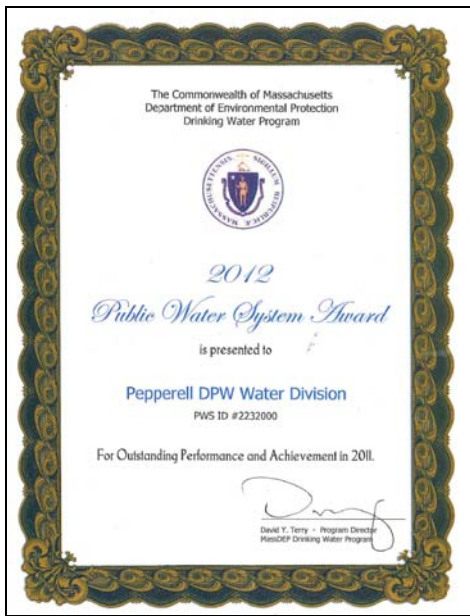 The Commonwealth of Massachusetts
Department of Environmental Protection
Drinking Water Program
2012
Public Water System Award
is presented to
Pepperell DPW Water Division
PWS ID #2232000
For Outstanding Performance and Achievement in 2011.
David Y. Terry - Program Director
MassDEP Drinking Water Program